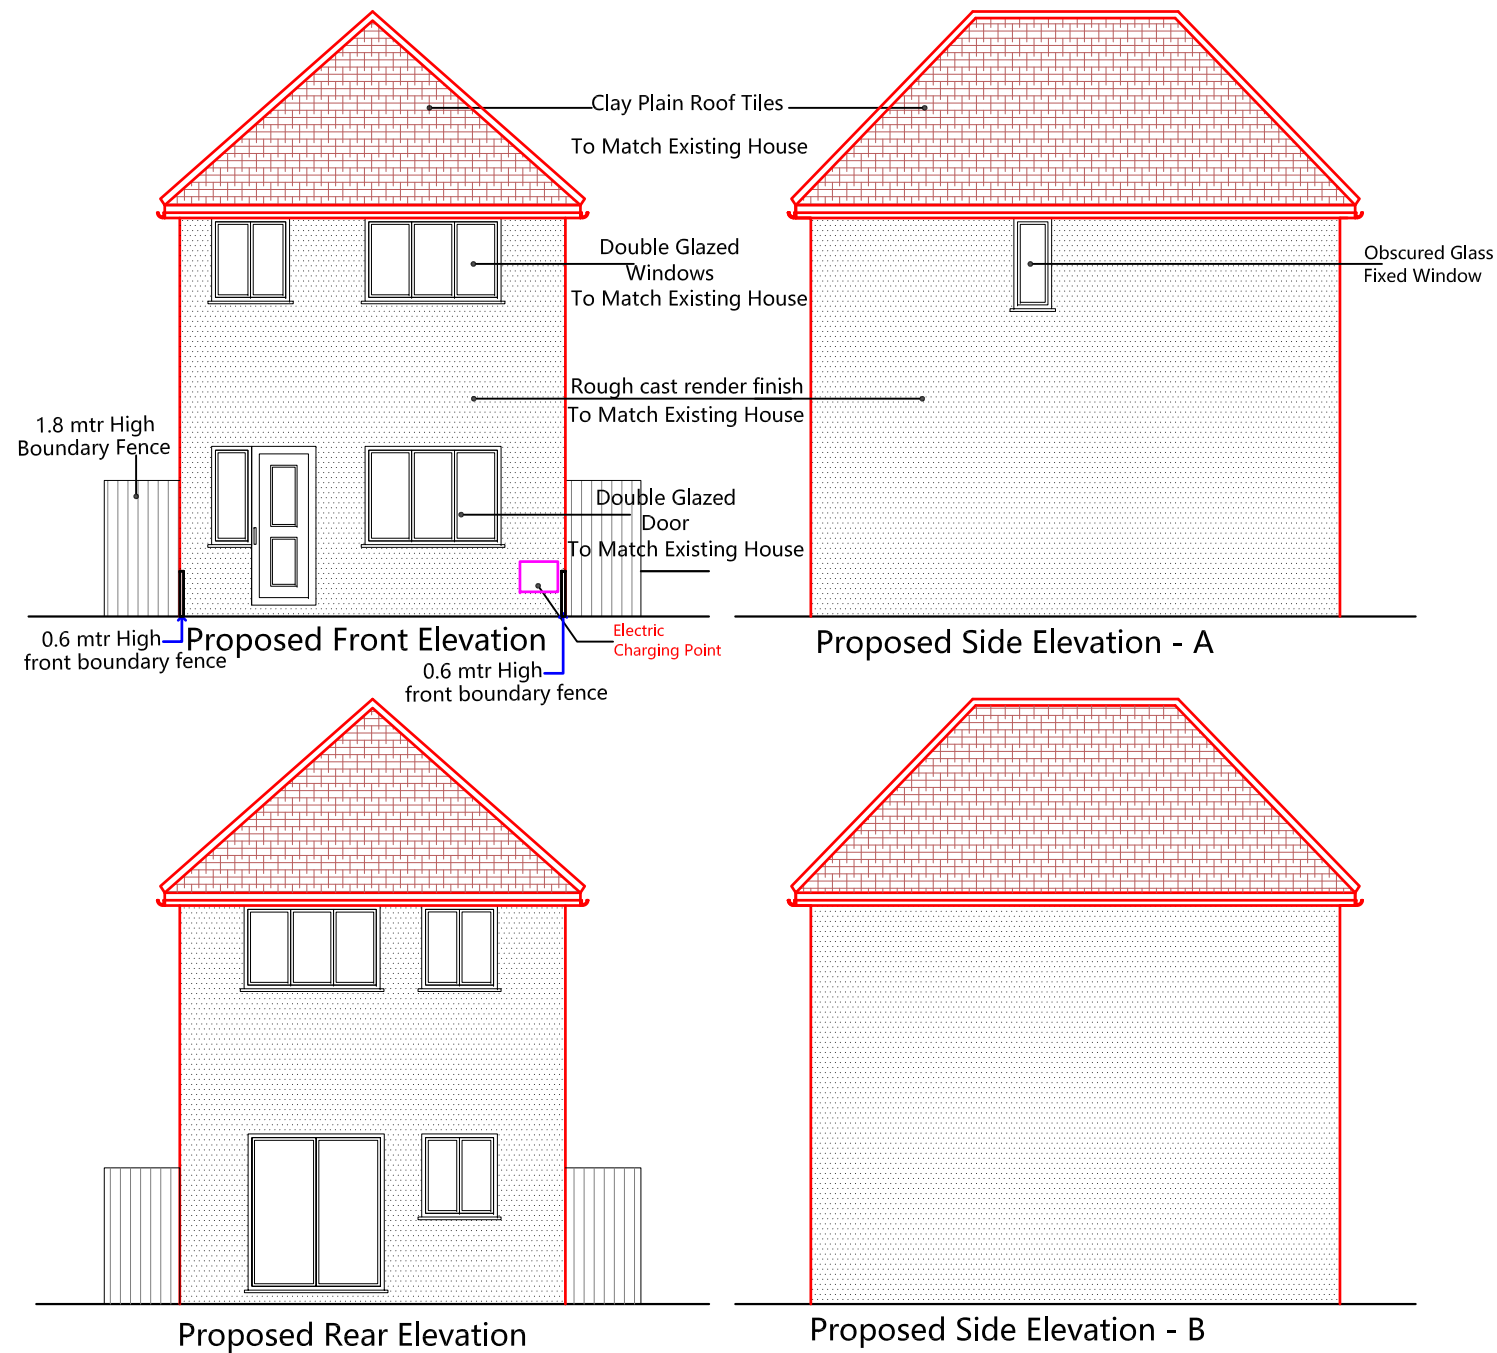 Clay Plain Roof Tiles
To Match Existing House
Double Glazed
Windows
To Match Existing House
Obscured Glass
Fixed Window
Rough cast render finish
To Match Existing House
1.8 mtr High
Boundary Fence
Double Glazed
Door
To Match Existing House
0.6 mtr High
front boundary fence
Proposed Front Elevation
Electric
Charging Point
0.6 mtr High
front boundary fence
Proposed Side Elevation - A
Proposed Rear Elevation
Proposed Side Elevation - B